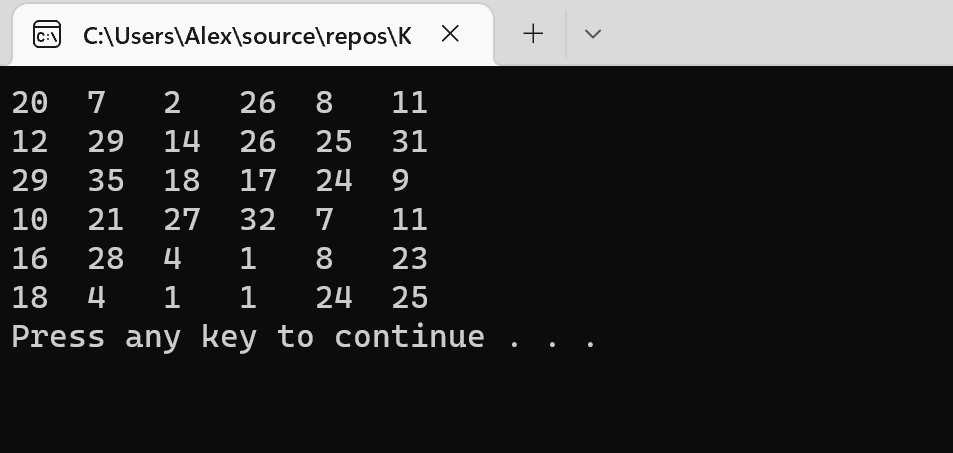 C:\Users\Alex\source\repos\K
20 7 2 26 8 11
12 29 14 26 25 31
29 35 18 17 24 9
10 21 27 32 7 11
16 28 4 1 8 23
18 4 1 1 24 25
Press any key to continue . . .